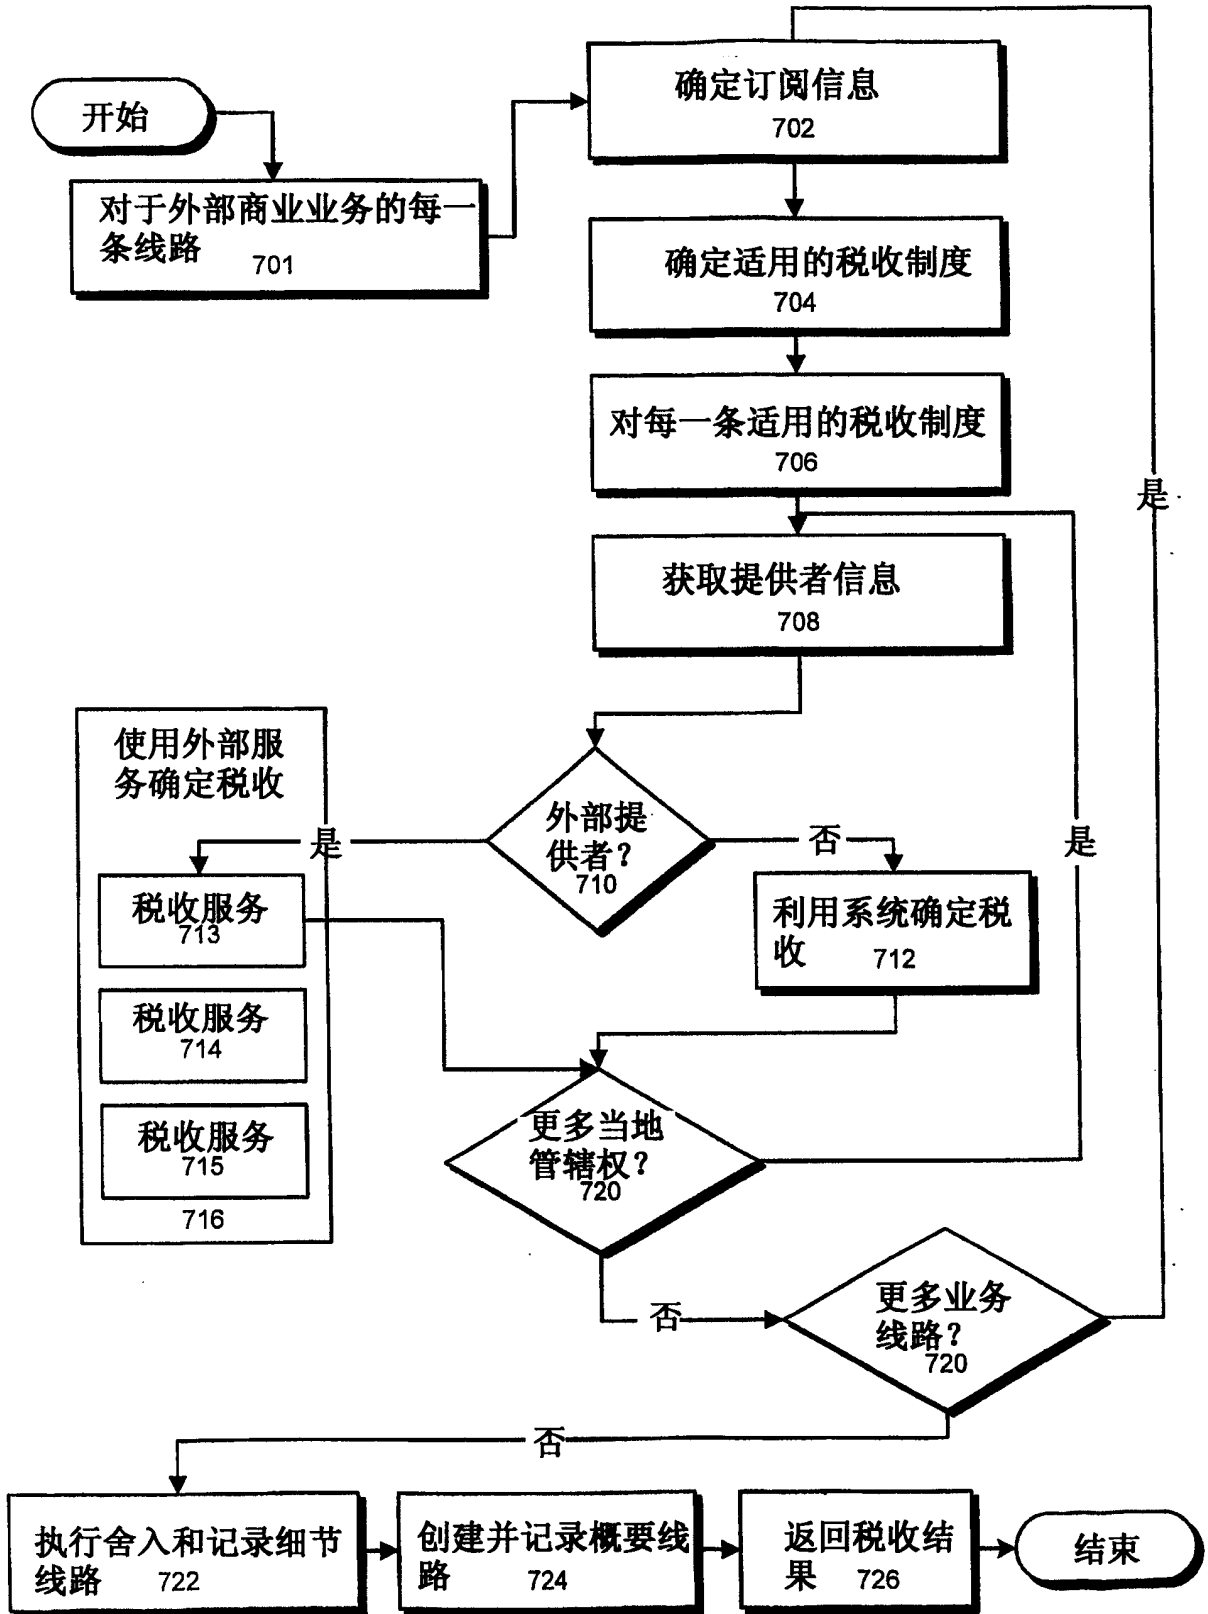 开始
对于外部商业业务的每一
条线路
701
确定订阅信息
702
确定适用的税收制度
704
对每一条适用的税收制度
706
是
获取提供者信息
708
使用外部服
务确定税收
外部提
供者？
710
是
否
是
税收服务
713
利用系统确定税
收 712
税收服务
714
税收服务
715
716
更多当地
管辖权？
720
否
更多业务
线路？
720
否
执行舍入和记录细节
线路 722
创建并记录概要线
路 724
返回税收结
果 726
结束